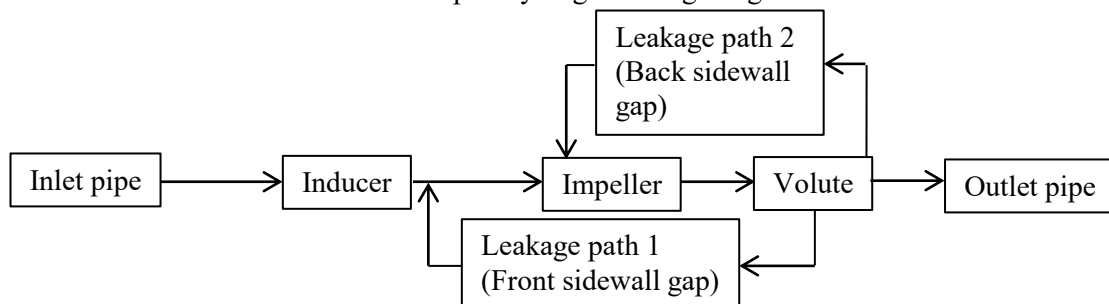 Leakage path 2
(Back sidewall
gap)
Inlet pipe
Inducer
Impeller
Volute
Outlet pipe
Leakage path 1
(Front sidewall gap)